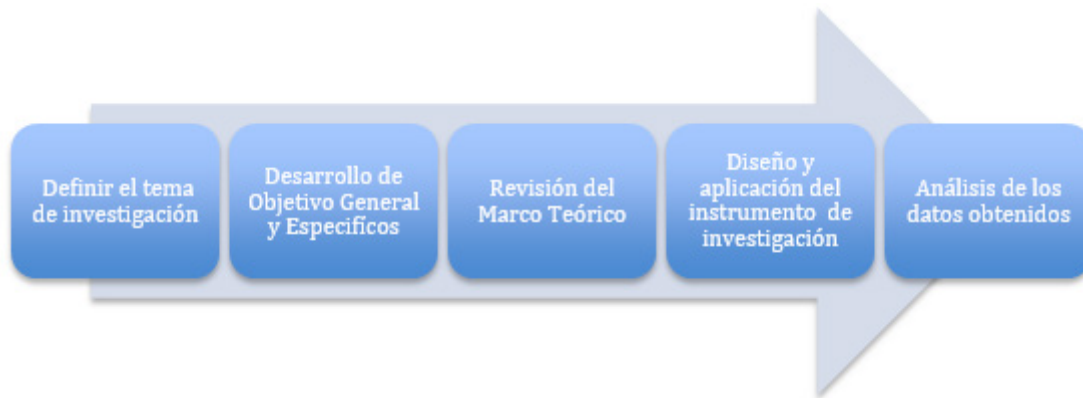 Definir el tema
de investigación
Desarrollo de
Objetivo General
y Especifícos
Revisión del
Marco Teórico
Diseño y
aplicación del
instrumento de
investigación
Análisis de los
datos obtenidos